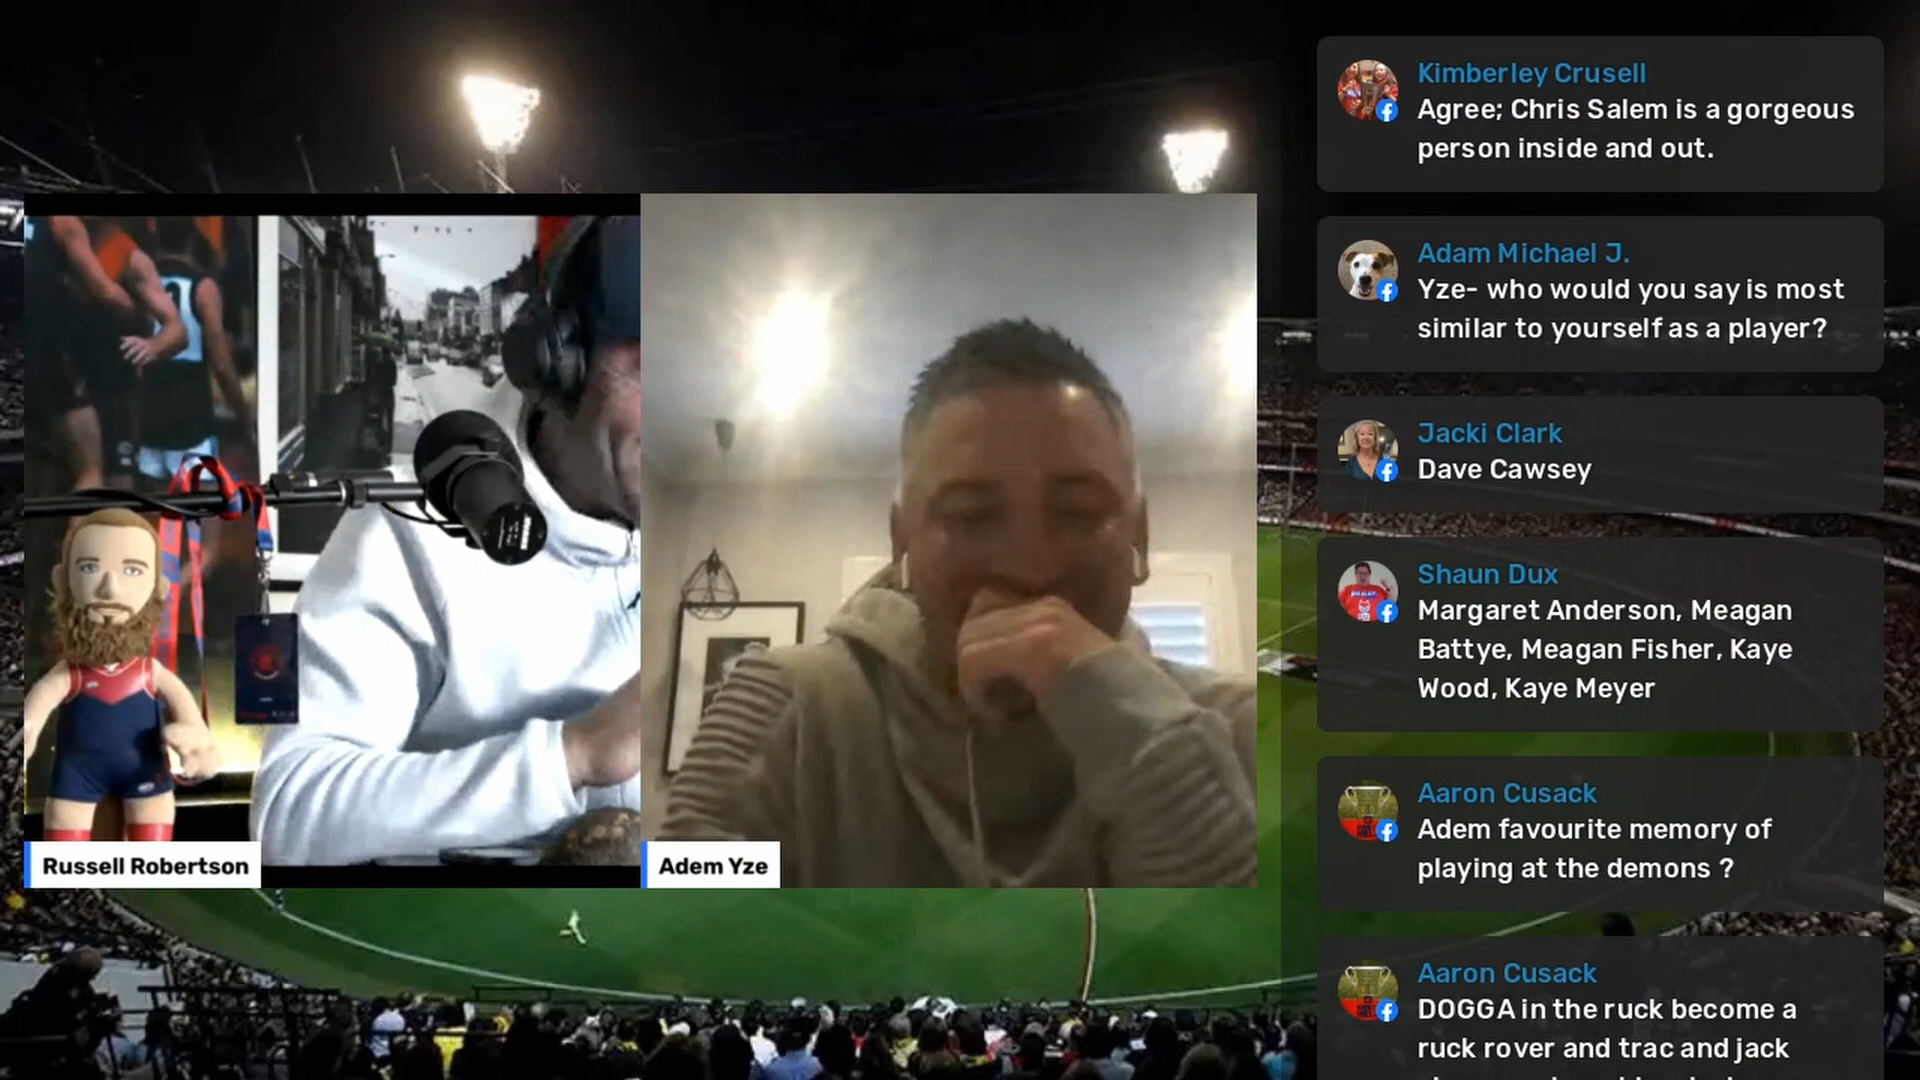 Kimberley Crusell
Agree; Chris Salem is a gorgeous
person inside and out.
Adam Michael J.
Yze- who would you say is most
similar to yourself as a player?
Jacki Clark
Dave Cawsey
Shaun Dux
Margaret Anderson, Meagan
Battye, Meagan Fisher, Kaye
Wood, Kaye Meyer
Aaron Cusack
Adem favourite memory of
playing at the demons ?
Aaron Cusack
DOGGA in the ruck become a
ruck rover and trac and jack
Russell Robertson
Adem Yze